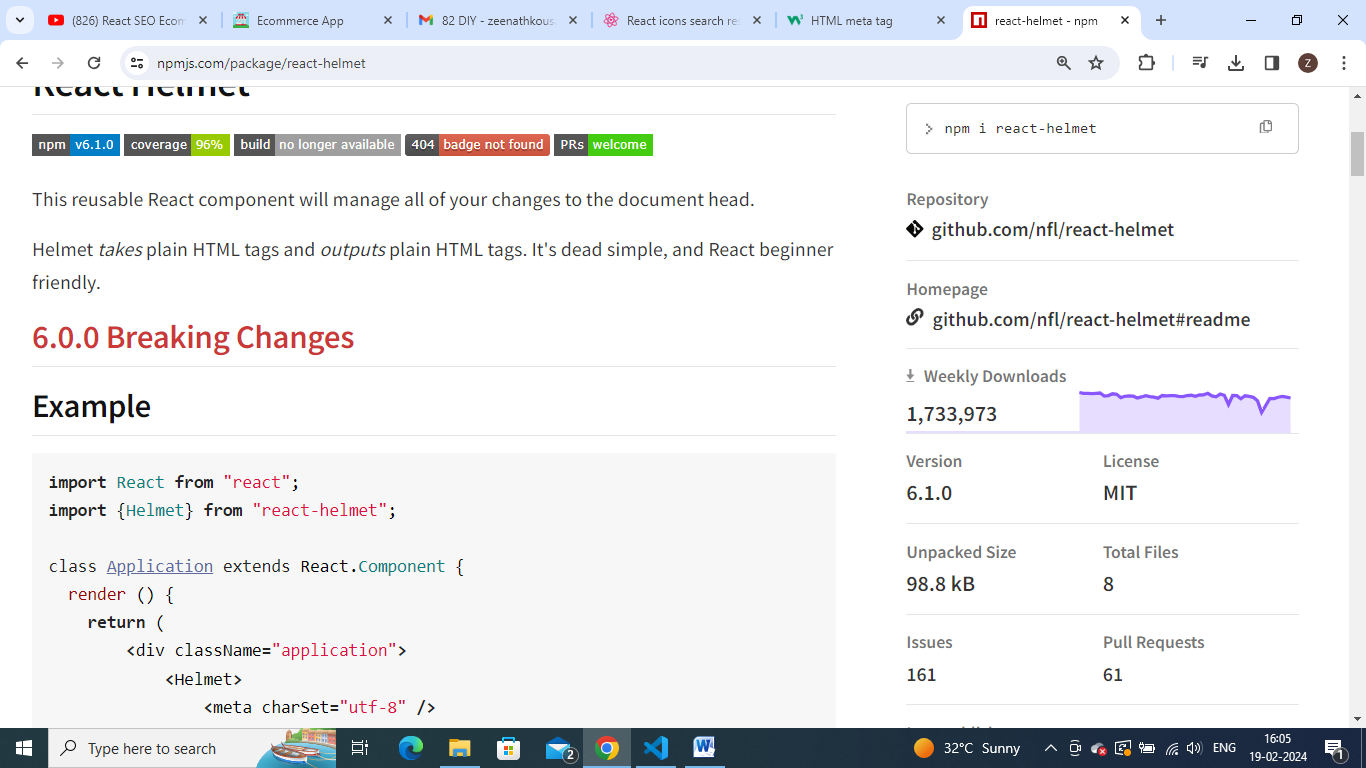 (826) React SEO Ecom
Ecommerce App
82 DIY - zeenathkous
React icons search re
HTML meta tag
react-helmet - npm
npmjs.com/package/react-helmet
Z
React Helmet
npm v6.1.0 coverage 96% build no longer available 404 badge not found PRs welcome
This reusable React component will manage all of your changes to the document head.
Helmet takes plain HTML tags and outputs plain HTML tags. It's dead simple, and React beginner
friendly.
6.0.0 Breaking Changes
Example
import React from "react";
import {Helmet} from "react-helmet";
class Application extends React.Component {
render () {
return (
<div className="application">
<Helmet>
<meta charSet="utf-8" />
> npm i react-helmet
Repository
github.com/nfl/react-helmet
Homepage
github.com/nfl/react-helmet#readme
Weekly Downloads
1,733,973
Version
License
6.1.0
MIT
Unpacked Size
Total Files
98.8 kB
8
Issues
Pull Requests
161
61
Type here to search
2
32°C Sunny
ENG
16:05
19-02-2024
1